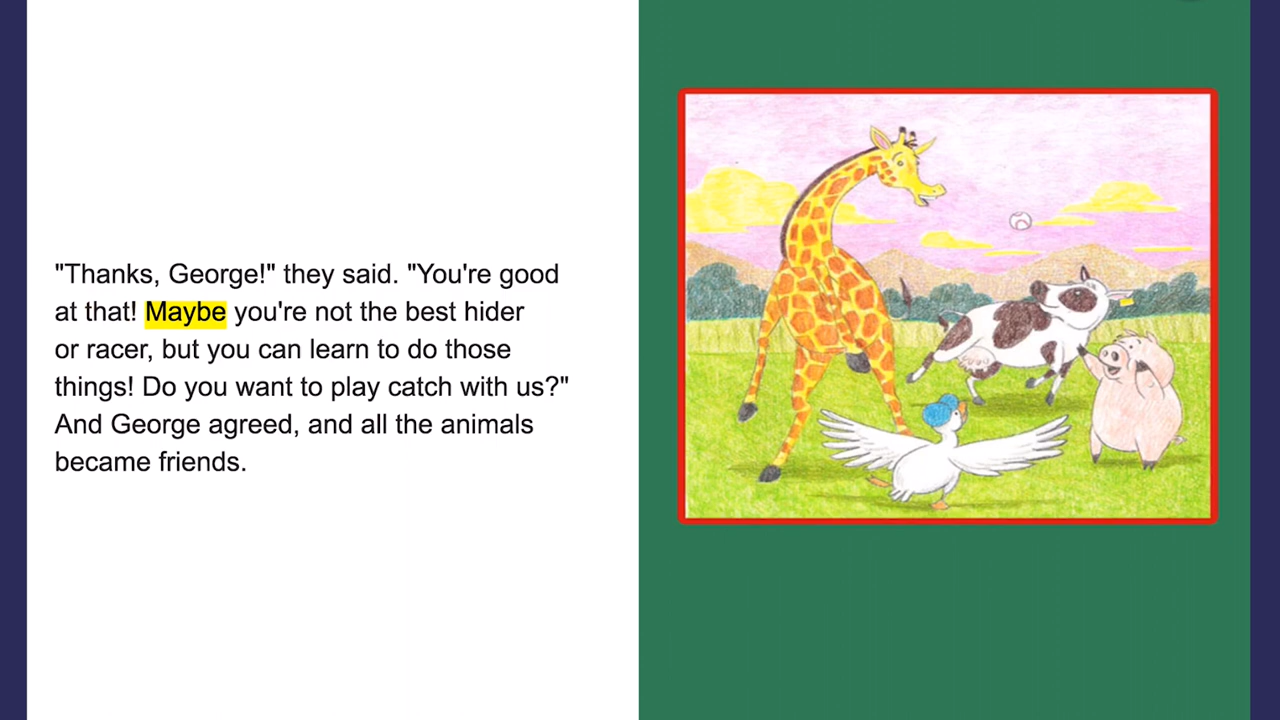 "Thanks, George!" they said. "You're good
at that! Maybe you're not the best hider
or racer, but you can learn to do those
things! Do you want to play catch with us?"
And George agreed, and all the animals
became friends.